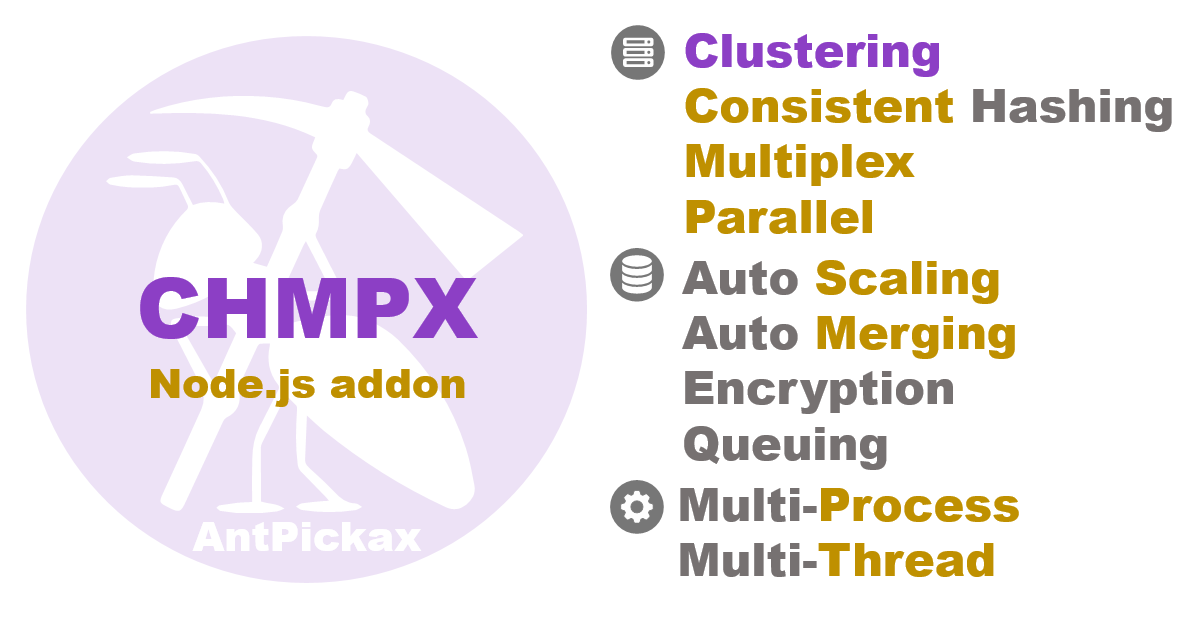 CHMPX
Node.js addon
AntPickax
Clustering
Consistent Hashing
Multiplex
Parallel
Auto Scaling
Auto Merging
Encryption
Queuing
Multi-Process
Multi-Thread